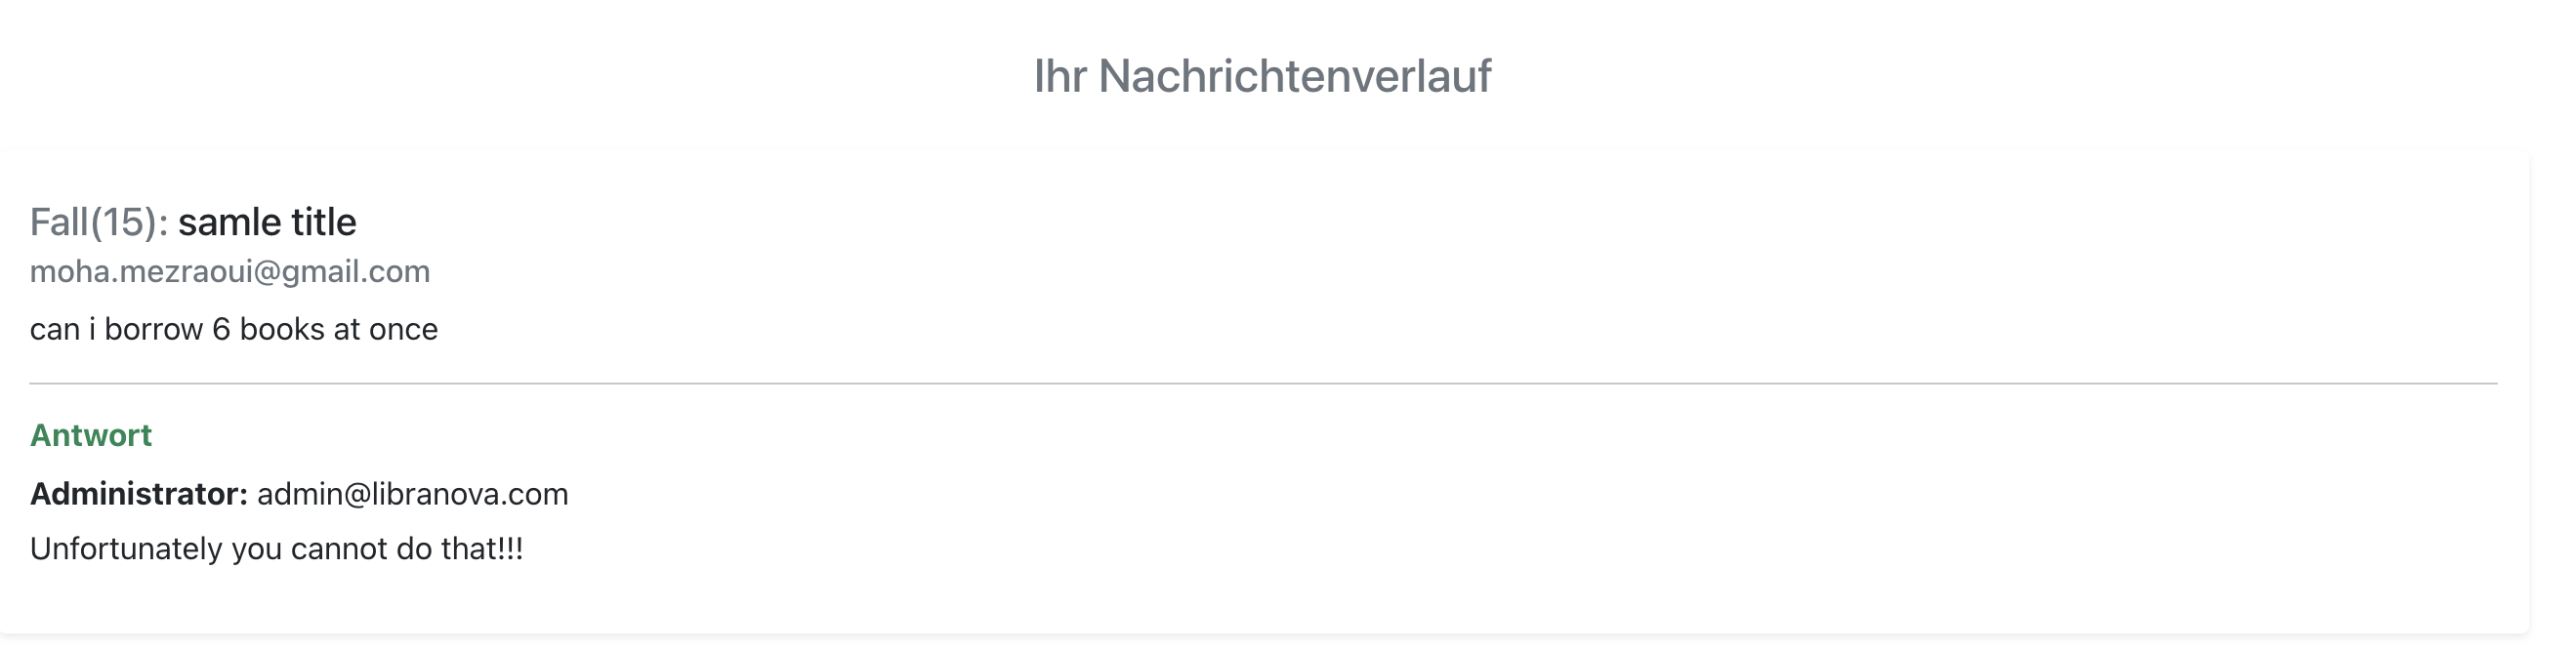 Ihr Nachrichtenverlauf
Fall(15): samle title
moha.mezraoui@gmail.com
can i borrow 6 books at once
Antwort
Administrator: admin@libranova.com
Unfortunately you cannot do that!!!